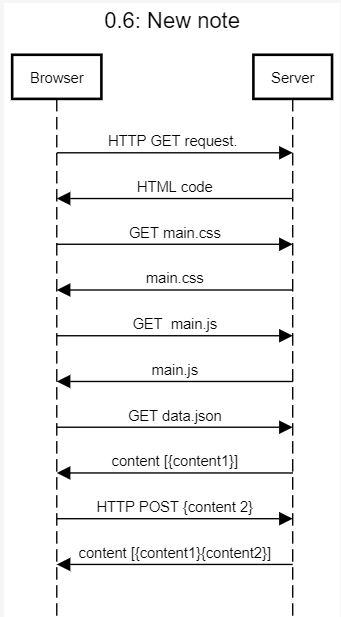 0.6: New note
Browser
Server
HTTP GET request.
HTML code
GET main.css
main.css
GET  main.js
main.js
GET data.json
content [{content1}]
HTTP POST {content 2}
content [{content1}{content2}]